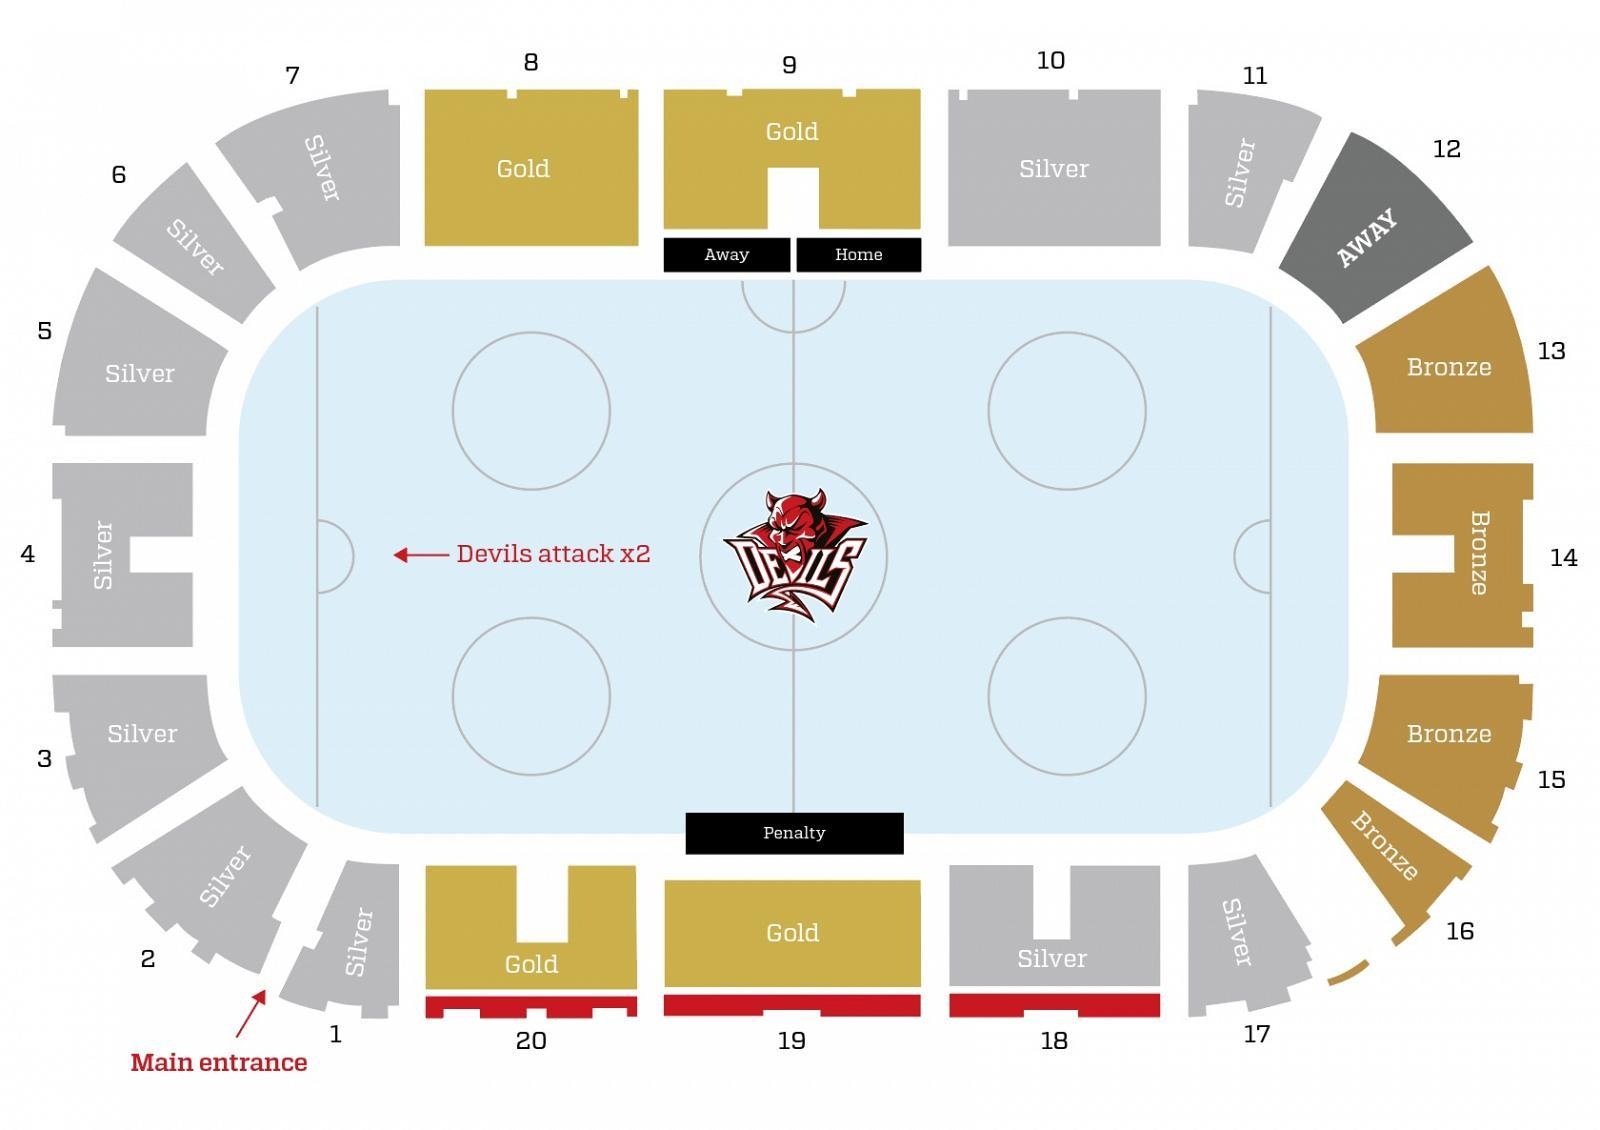 7
8
9
10
11
Silver
Gold
Gold
Silver
Silver
6
Silver
12
AWAY
Away
Home
5
Silver
13
Bronze
4
Silver
Devils attack x2
DEVILS
14
Bronze
3
Silver
15
Bronze
Penalty
2
Silver
16
Bronze
1
Silver
20
Gold
19
Gold
18
Silver
17
Silver
Main entrance